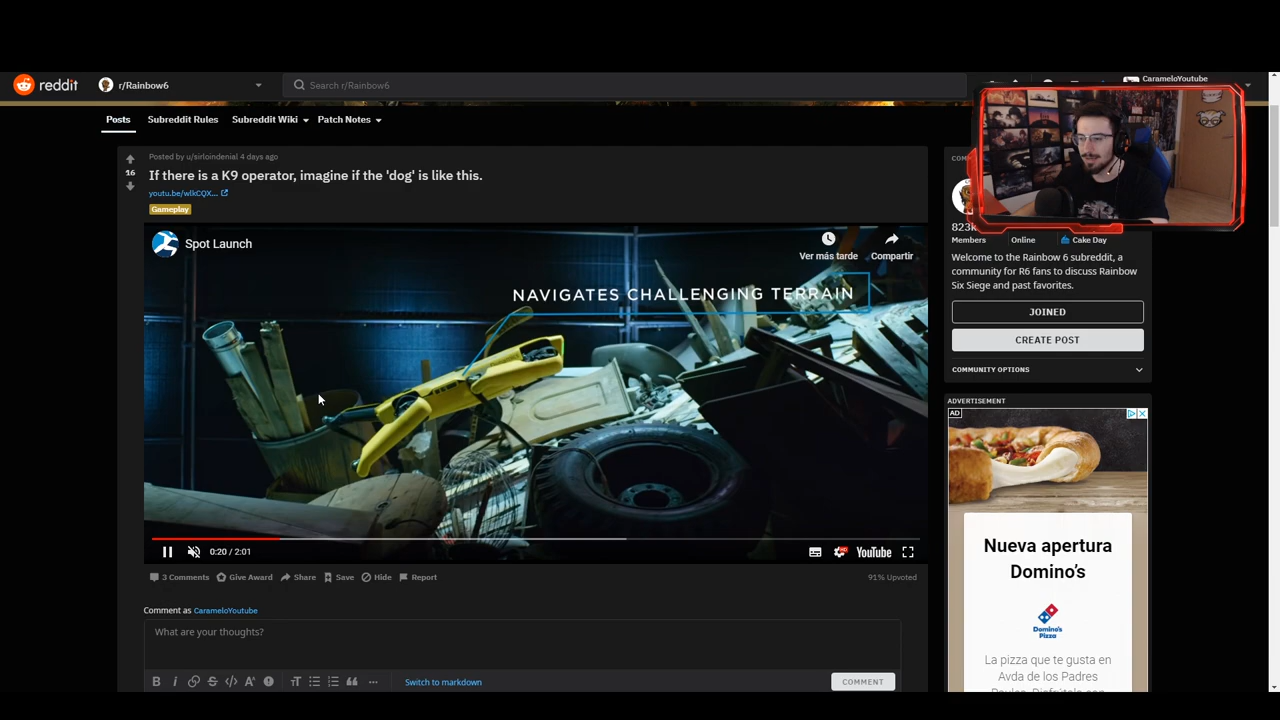 reddit
r/Rainbow6
Search r/Rainbow6
CarameloYoutube
Posts
Subreddit Rules
Subreddit Wiki
Patch Notes
Posted by u/sirloindenial 4 days ago
16
If there is a K9 operator, imagine if the 'dog' is like this.
youtu.be/wlkCQX...
Gameplay
Spot Launch
Ver más tarde
Compartir
NAVIGATES CHALLENGING TERRAIN
0:20 / 2:01
YouTube
3 Comments
Give Award
Share
Save
Hide
Report
91% Upvoted
Comment as CarameloYoutube
What are your thoughts?
Switch to markdown
COMMENT
823k
Members
Online
Cake Day
Welcome to the Rainbow 6 subreddit, a
community for R6 fans to discuss Rainbow
Six Siege and past favorites.
JOINED
CREATE POST
COMMUNITY OPTIONS
ADVERTISEMENT
AD
Nueva apertura
Domino's
Domino's
Pizza
La pizza que te gusta en
Avda de los Padres